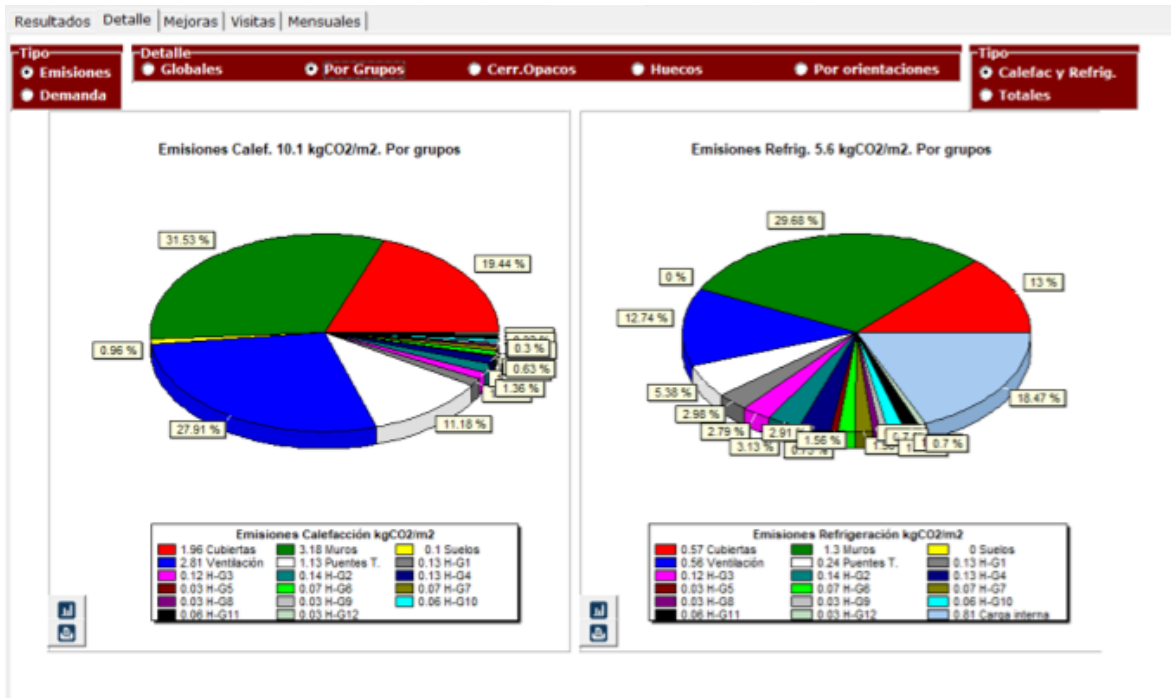 Resultados Detalle Mejoras Visitas Mensuales
Tipo Detalle Tipo
Emisiones Globales Por Grupos Cerr.Opacos Huecos Por orientaciones Calefac y Refrig.
Demanda Totales
Emisiones Calef. 10.1 kgCO2/m2. Por grupos
31.53 %
19.44 %
0.96 %
0.3 %
0.63 %
1.36 %
27.91 %
11.18 %
Emisiones Calefacción kgCO2/m2
1.96 Cubiertas 3.18 Muros 0.1 Suelos
2.81 Ventilación 1.13 Puentes T. 0.13 H-G1
0.12 H-G3 0.14 H-G2 0.13 H-G4
0.03 H-G5 0.07 H-G6 0.07 H-G7
0.03 H-G8 0.03 H-G9 0.06 H-G10
0.06 H-G11 0.03 H-G12
Emisiones Refrig. 5.6 kgCO2/m2. Por grupos
29.68 %
0 %
13 %
12.74 %
5.38 %
18.47 %
2.98 %
2.79 %
2.91 %
1.56 %
0.7 %
3.13 %
Emisiones Refrigeración kgCO2/m2
0.57 Cubiertas 1.3 Muros 0 Suelos
0.56 Ventilación 0.24 Puentes T. 0.13 H-G1
0.12 H-G3 0.14 H-G2 0.13 H-G4
0.03 H-G5 0.07 H-G6 0.07 H-G7
0.03 H-G8 0.03 H-G9 0.06 H-G10
0.06 H-G11 0.03 H-G12 0.81 Carga interna